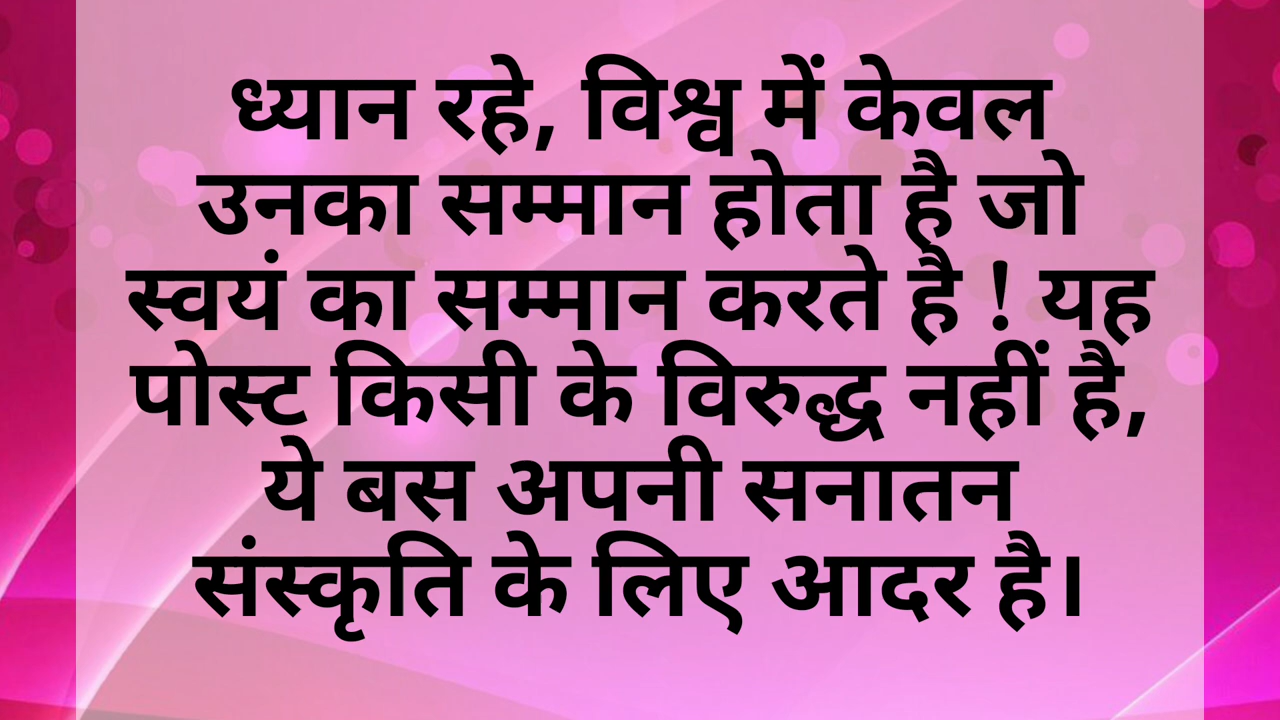 ध्यान रहे, विश्व में केवल
उनका सम्मान होता है जो
स्वयं का सम्मान करते है ! यह
पोस्ट किसी के विरुद्ध नहीं है,
ये बस अपनी सनातन
संस्कृति के लिए आदर है।